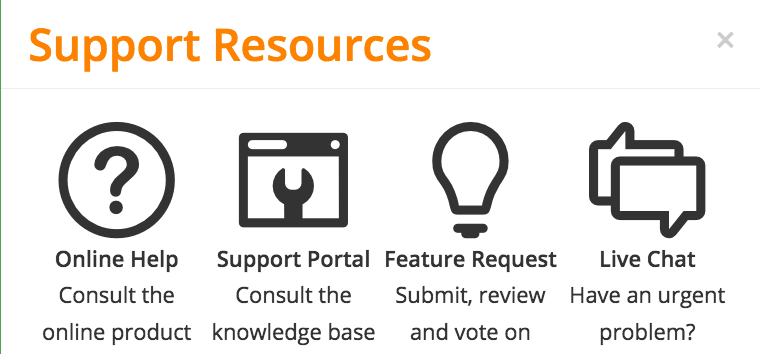 Support Resources
Online Help
Consult the
online product
Support Portal
Consult the
knowledge base
Feature Request
Submit, review
and vote on
Live Chat
Have an urgent
problem?